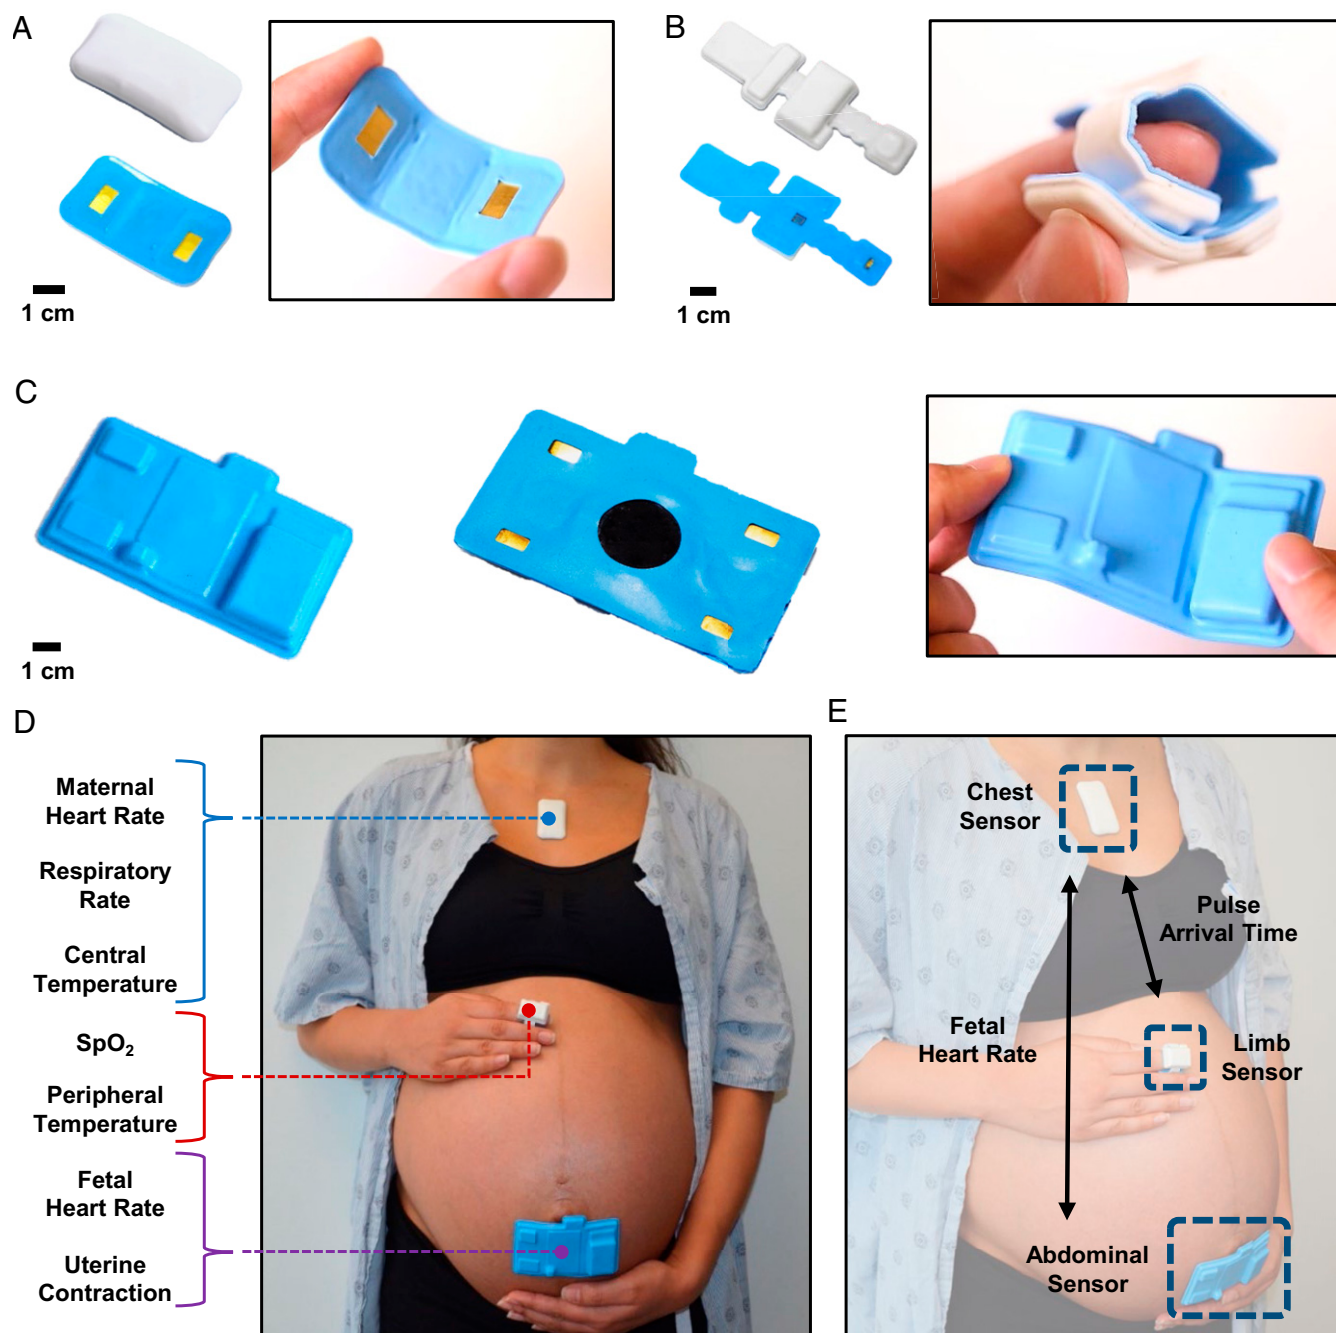 A
B
1 cm
1 cm
C
1 cm
D
E
Maternal
Heart Rate
Respiratory
Rate
Central
Temperature
SpO₂
Peripheral
Temperature
Fetal
Heart Rate
Uterine
Contraction
Chest
Sensor
Pulse
Arrival Time
Fetal
Heart Rate
Limb
Sensor
Abdominal
Sensor